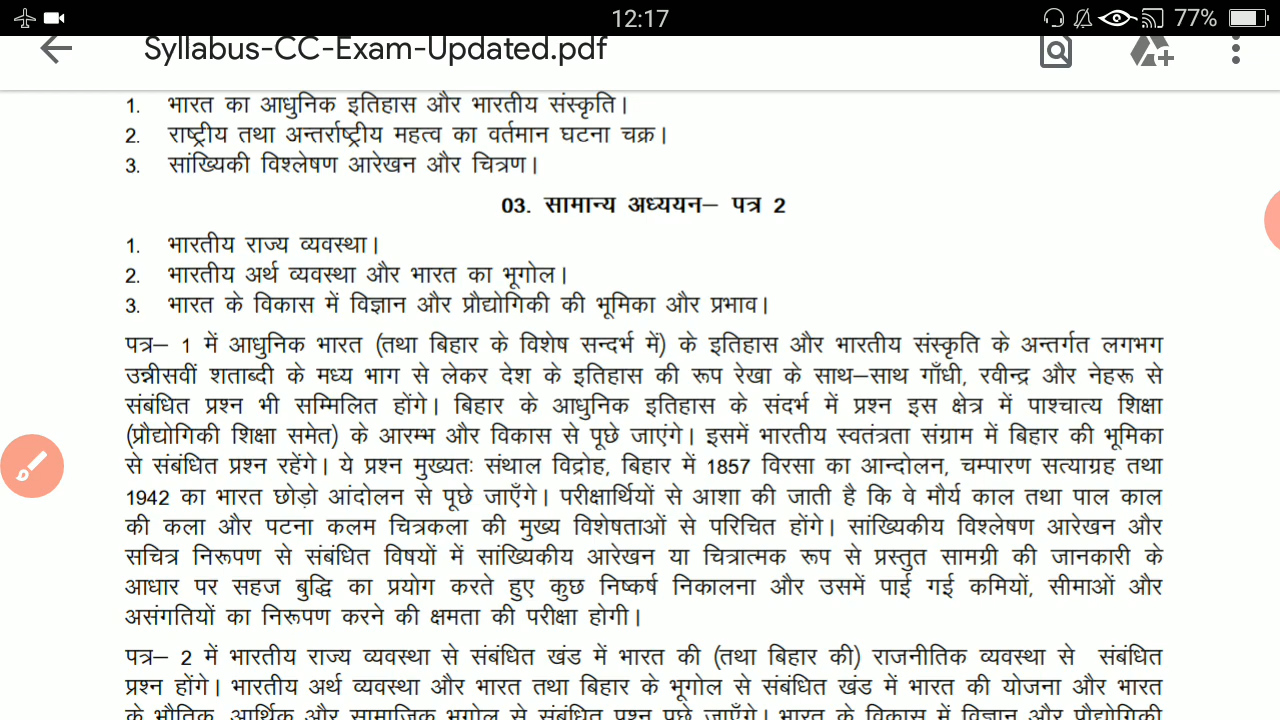 12:17
77%
Syllabus-CC-Exam-Updated.pdf
1. भारत का आधुनिक इतिहास और भारतीय संस्कृति।
2. राष्ट्रीय तथा अन्तर्राष्ट्रीय महत्व का वर्तमान घटना चक्र।
3. सांख्यिकी विश्लेषण आरेखन और चित्रण।
03. सामान्य अध्ययन– पत्र 2
1. भारतीय राज्य व्यवस्था।
2. भारतीय अर्थ व्यवस्था और भारत का भूगोल।
3. भारत के विकास में विज्ञान और प्रौद्योगिकी की भूमिका और प्रभाव।
पत्र– 1 में आधुनिक भारत (तथा बिहार के विशेष सन्दर्भ में) के इतिहास और भारतीय संस्कृति के अन्तर्गत लगभग
उन्नीसवीं शताब्दी के मध्य भाग से लेकर देश के इतिहास की रूप रेखा के साथ–साथ गाँधी, रवीन्द्र और नेहरू से
संबंधित प्रश्न भी सम्मिलित होंगे। बिहार के आधुनिक इतिहास के संदर्भ में प्रश्न इस क्षेत्र में पाश्चात्य शिक्षा
(प्रौद्योगिकी शिक्षा समेत) के आरम्भ और विकास से पूछे जाएंगे। इसमें भारतीय स्वतंत्रता संग्राम में बिहार की भूमिका
से संबंधित प्रश्न रहेंगे। ये प्रश्न मुख्यतः संथाल विद्रोह, बिहार में 1857 विरसा का आन्दोलन, चम्पारण सत्याग्रह तथा
1942 का भारत छोड़ो आंदोलन से पूछे जाएँगे। परीक्षार्थियों से आशा की जाती है कि वे मौर्य काल तथा पाल काल
की कला और पटना कलम चित्रकला की मुख्य विशेषताओं से परिचित होंगे। सांख्यिकीय विश्लेषण आरेखन और
सचित्र निरूपण से संबंधित विषयों में सांख्यिकीय आरेखन या चित्रात्मक रूप से प्रस्तुत सामग्री की जानकारी के
आधार पर सहज बुद्धि का प्रयोग करते हुए कुछ निष्कर्ष निकालना और उसमें पाई गई कमियों, सीमाओं और
असंगतियों का निरूपण करने की क्षमता की परीक्षा होगी।
पत्र– 2 में भारतीय राज्य व्यवस्था से संबंधित खंड में भारत की (तथा बिहार की) राजनीतिक व्यवस्था से संबंधित
प्रश्न होंगे। भारतीय अर्थ व्यवस्था और भारत तथा बिहार के भूगोल से संबंधित खंड में भारत की योजना और भारत
के भौतिक, आर्थिक और सामाजिक भूगोल से संबंधित प्रश्न पूछे जाएँगे। भारत के विकास में विज्ञान और प्रौद्योगिकी